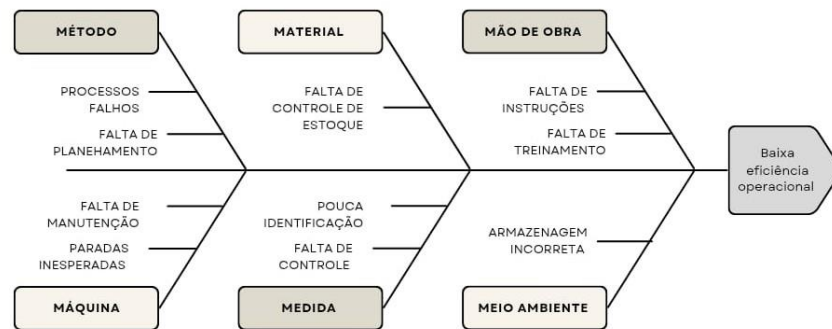 MÉTODO
MATERIAL
MÃO DE OBRA
PROCESSOS
FALHOS
FALTA DE
PLANEHAMENTO
FALTA DE
CONTROLE DE
ESTOQUE
FALTA DE
INSTRUÇÕES
FALTA DE
TREINAMENTO
Baixa
eficiência
operacional
FALTA DE
MANUTENÇÃO
PARADAS
INESPERADAS
POUCA
IDENTIFICAÇÃO
FALTA DE
CONTROLE
ARMAZENAGEM
INCORRETA
MÁQUINA
MEDIDA
MEIO AMBIENTE